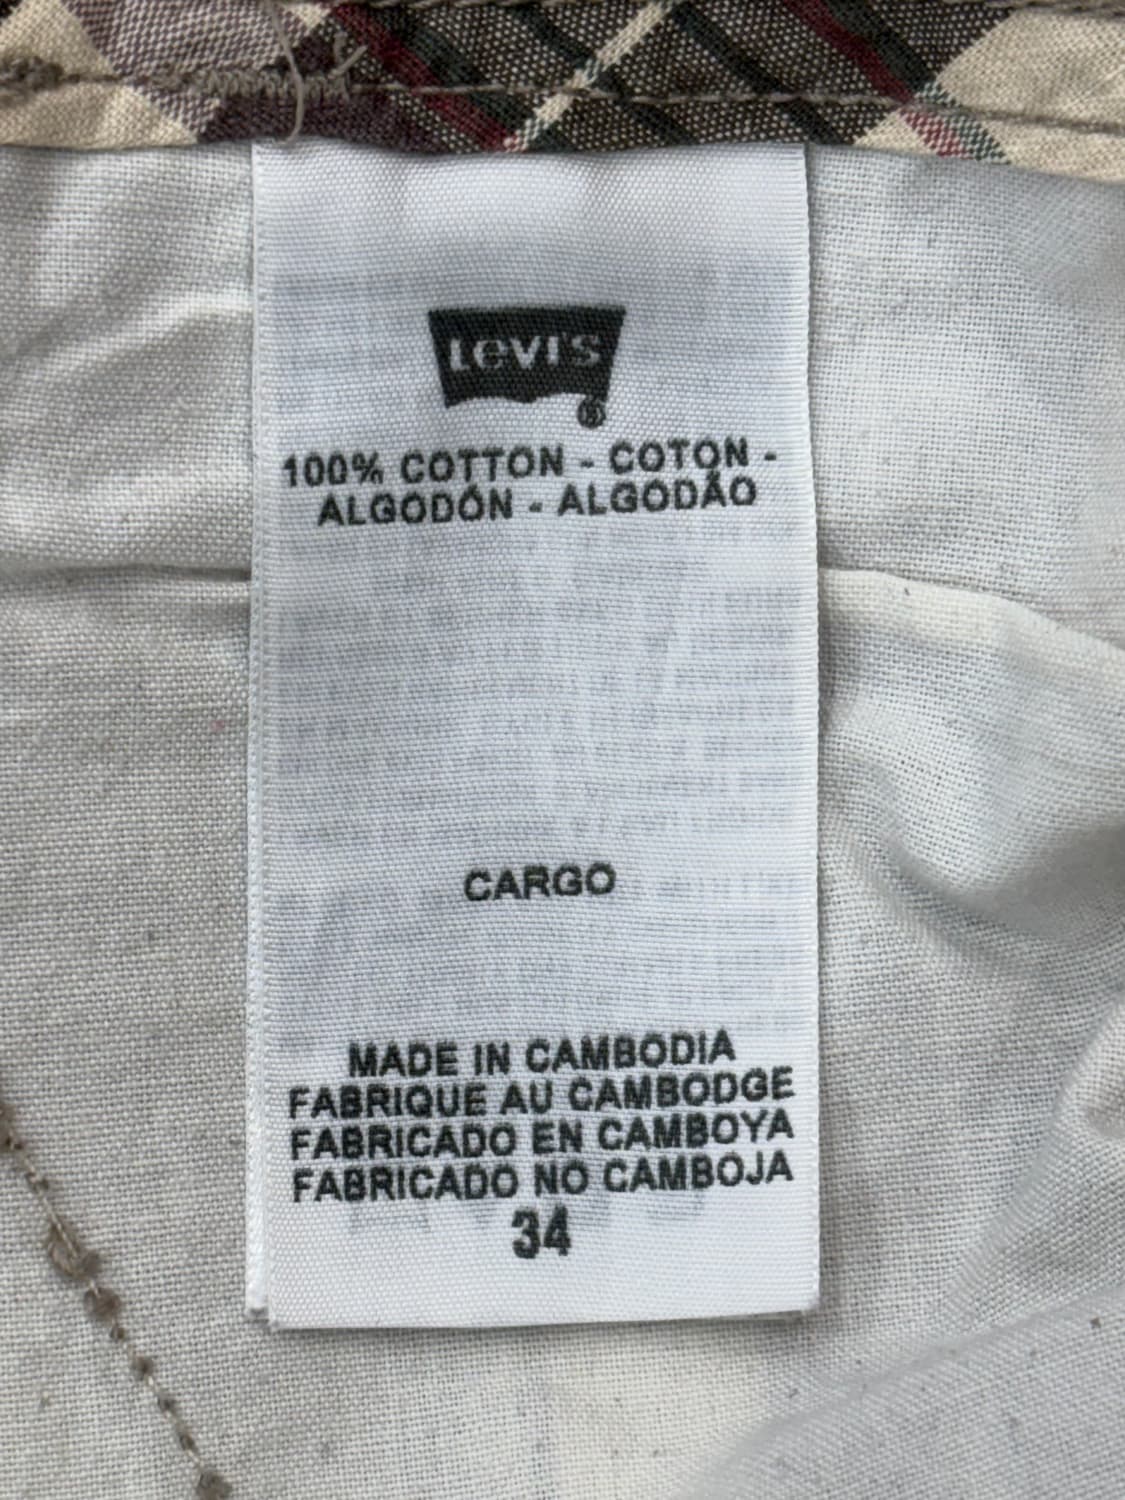 Levi's
®
100% COTTON - COTON -
ALGODÓN - ALGODÃO
CARGO
MADE IN CAMBODIA
FABRIQUE AU CAMBODGE
FABRICADO EN CAMBOYA
FABRICADO NO CAMBOJA
34